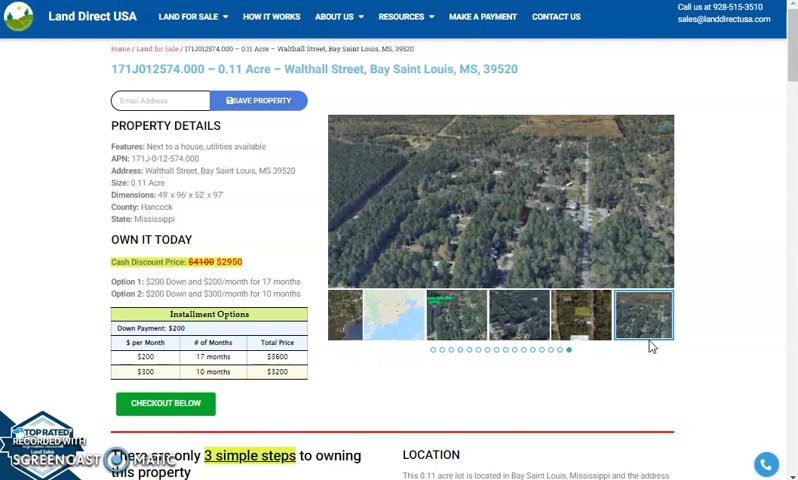 Land Direct USA
LAND FOR SALE
HOW IT WORKS
ABOUT US
RESOURCES
MAKE A PAYMENT
CONTACT US
Call us at 928-515-3510
sales@landdirectusa.com
Home / Land for Sale / 171J012574.000 – 0.11 Acre – Walthall Street, Bay Saint Louis, MS, 39520
171J012574.000 – 0.11 Acre – Walthall Street, Bay Saint Louis, MS, 39520
Email Address
SAVE PROPERTY
PROPERTY DETAILS
Features: Next to a house, utilities available
APN: 171J-0-12-574.000
Address: Walthall Street, Bay Saint Louis, MS 39520
Size: 0.11 Acre
Dimensions: 49' x 96' x 52' x 97'
County: Hancock
State: Mississippi
OWN IT TODAY
Cash Discount Price: $4100 $2950
Option 1: $200 Down and $200/month for 17 months
Option 2: $200 Down and $300/month for 10 months
Installment Options
Down Payment: $200
$ per Month # of Months Total Price
$200 17 months $3600
$300 10 months $3200
CHECKOUT BELOW
TOP RATED
Land Sales
RECORDED WITH
SCREENCAST MATIC
There are only 3 simple steps to owning
this property
LOCATION
This 0.11 acre lot is located in Bay Saint Louis, Mississippi and the address